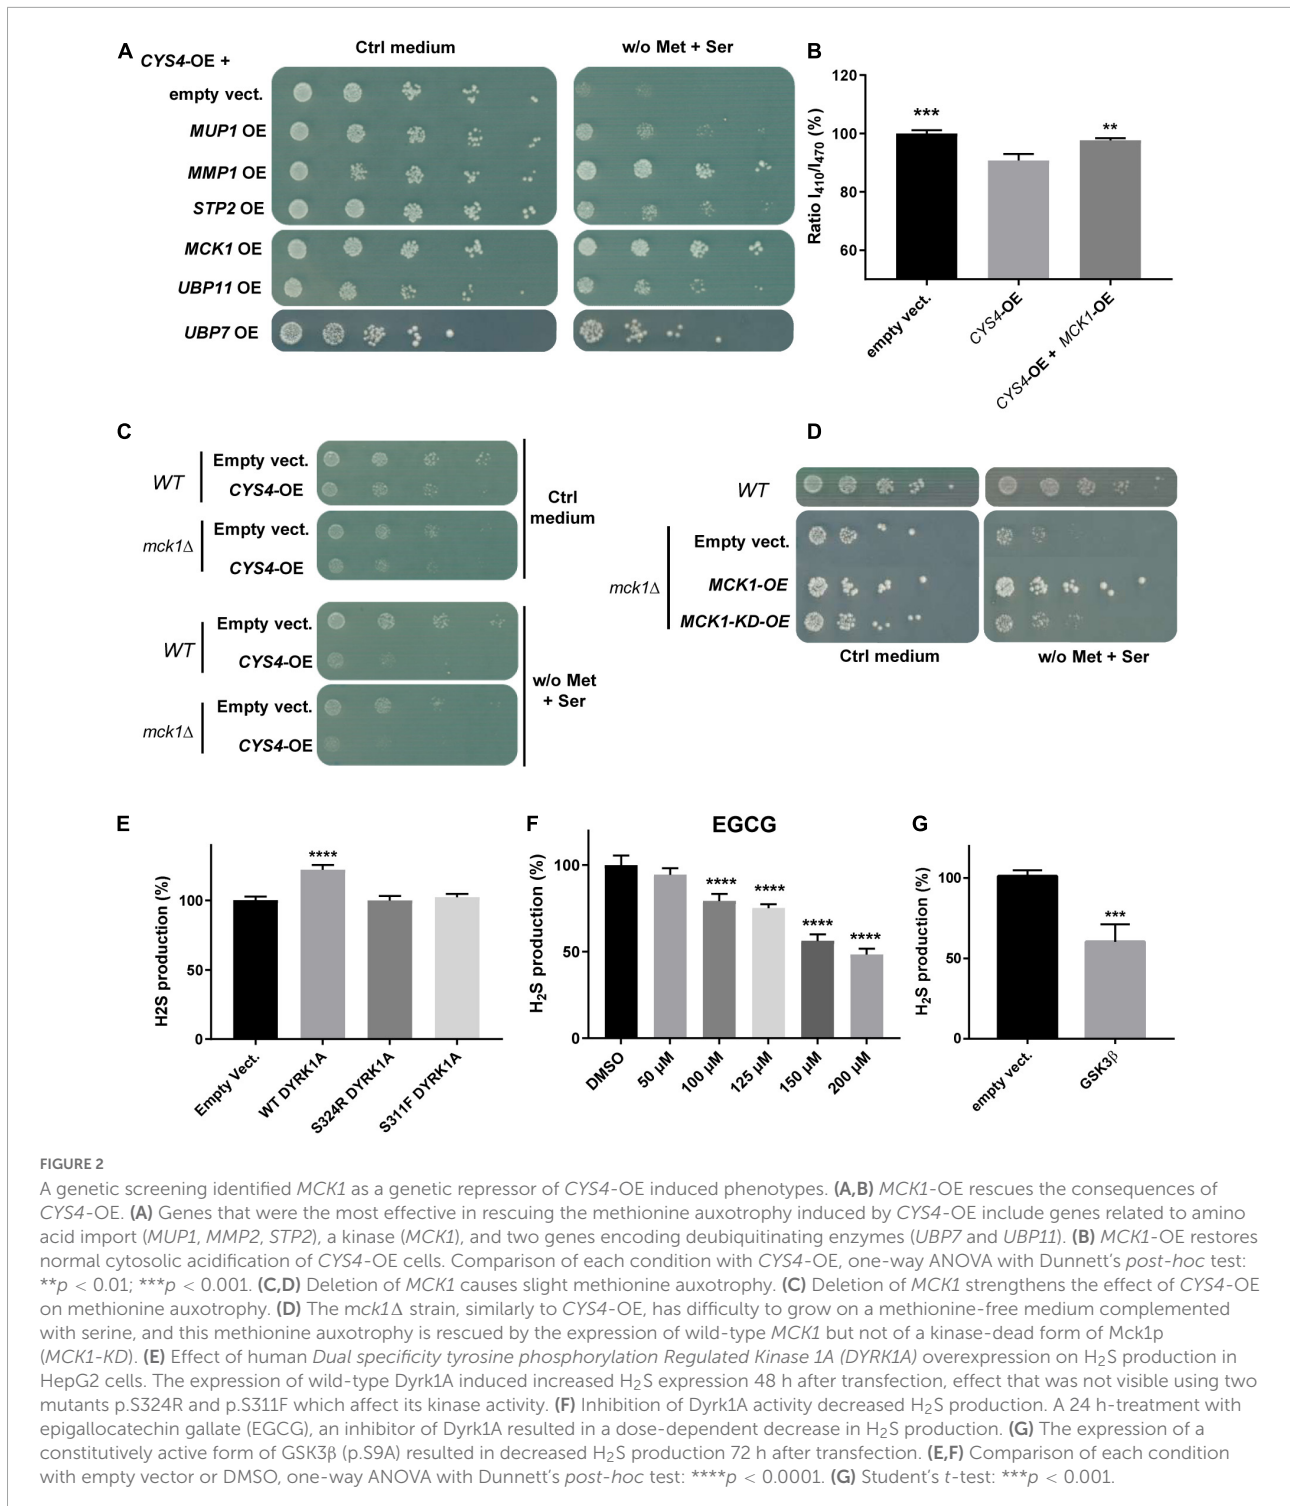 A
CYS4-OE +
Ctrl medium
w/o Met + Ser
empty vect.
MUP1 OE
MMP1 OE
STP2 OE
MCK1 OE
UBP11 OE
UBP7 OE
B
Ratio I410/I470 (%)
120
100
80
60
***
**
empty vect.
CYS4-OE
CYS4-OE + MCK1-OE
C
WT
Empty vect.
CYS4-OE
mck1Δ
Empty vect.
CYS4-OE
Ctrl
medium
WT
Empty vect.
CYS4-OE
mck1Δ
Empty vect.
CYS4-OE
w/o Met
+ Ser
D
WT
mck1Δ
Empty vect.
MCK1-OE
MCK1-KD-OE
Ctrl medium
w/o Met + Ser
E
H2S production (%)
100
50
0
****
Empty Vect.
WT DYRK1A
S324R DYRK1A
S311F DYRK1A
F
EGCG
H2S production (%)
100
50
0
****
****
****
****
DMSO
50 µM
100 µM
125 µM
150 µM
200 µM
G
H2S production (%)
100
50
0
***
empty vect.
GSK3β
FIGURE 2
A genetic screening identified MCK1 as a genetic repressor of CYS4-OE induced phenotypes. (A,B) MCK1-OE rescues the consequences of
CYS4-OE. (A) Genes that were the most effective in rescuing the methionine auxotrophy induced by CYS4-OE include genes related to amino
acid import (MUP1, MMP2, STP2), a kinase (MCK1), and two genes encoding deubiquitinating enzymes (UBP7 and UBP11). (B) MCK1-OE restores
normal cytosolic acidification of CYS4-OE cells. Comparison of each condition with CYS4-OE, one-way ANOVA with Dunnett's post-hoc test:
**p < 0.01; ***p < 0.001. (C,D) Deletion of MCK1 causes slight methionine auxotrophy. (C) Deletion of MCK1 strengthens the effect of CYS4-OE
on methionine auxotrophy. (D) The mck1Δ strain, similarly to CYS4-OE, has difficulty to grow on a methionine-free medium complemented
with serine, and this methionine auxotrophy is rescued by the expression of wild-type MCK1 but not of a kinase-dead form of Mck1p
(MCK1-KD). (E) Effect of human Dual specificity tyrosine phosphorylation Regulated Kinase 1A (DYRK1A) overexpression on H2S production in
HepG2 cells. The expression of wild-type Dyrk1A induced increased H2S expression 48 h after transfection, effect that was not visible using two
mutants p.S324R and p.S311F which affect its kinase activity. (F) Inhibition of Dyrk1A activity decreased H2S production. A 24 h-treatment with
epigallocatechin gallate (EGCG), an inhibitor of Dyrk1A resulted in a dose-dependent decrease in H2S production. (G) The expression of a
constitutively active form of GSK3β (p.S9A) resulted in decreased H2S production 72 h after transfection. (E,F) Comparison of each condition
with empty vector or DMSO, one-way ANOVA with Dunnett's post-hoc test: ****p < 0.0001. (G) Student's t-test: ***p < 0.001.